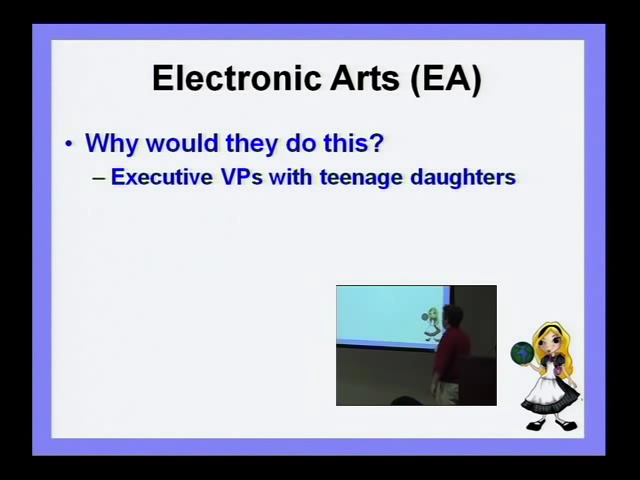 Electronic Arts (EA)
• Why would they do this?
– Executive VPs with teenage daughters